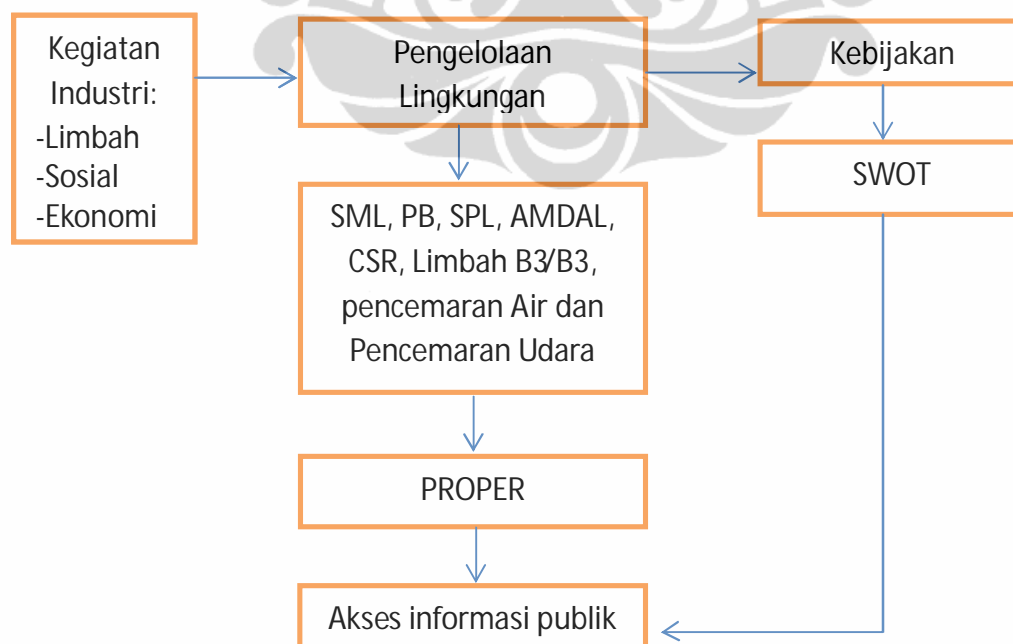 Kegiatan
Industri:
-Limbah
-Sosial
-Ekonomi
Pengelolaan
Lingkungan
Kebijakan
SWOT
SML, PB, SPL, AMDAL,
CSR, Limbah B3/B3,
pencemaran Air dan
Pencemaran Udara
PROPER
Akses informasi publik